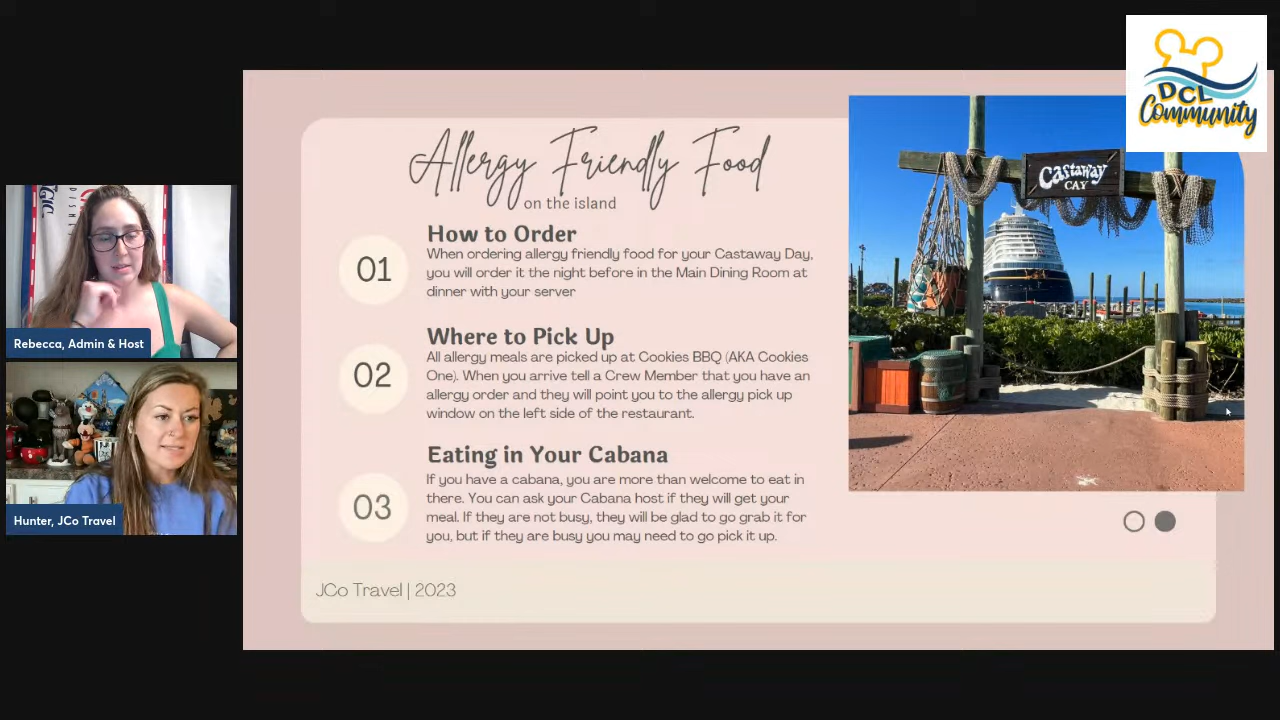 DCL
Community
Allergy Friendly Food
on the island
01
How to Order
When ordering allergy friendly food for your Castaway Day,
you will order it the night before in the Main Dining Room at
dinner with your server
02
Where to Pick Up
All allergy meals are picked up at Cookies BBQ (AKA Cookies
One). When you arrive tell a Crew Member that you have an
allergy order and they will point you to the allergy pick up
window on the left side of the restaurant.
03
Eating in Your Cabana
If you have a cabana, you are more than welcome to eat in
there. You can ask your Cabana host if they will get your
meal. If they are not busy, they will be glad to go grab it for
you, but if they are busy you may need to go pick it up.
JCo Travel | 2023
Castaway
CAY
Rebecca, Admin & Host
Hunter, JCo Travel